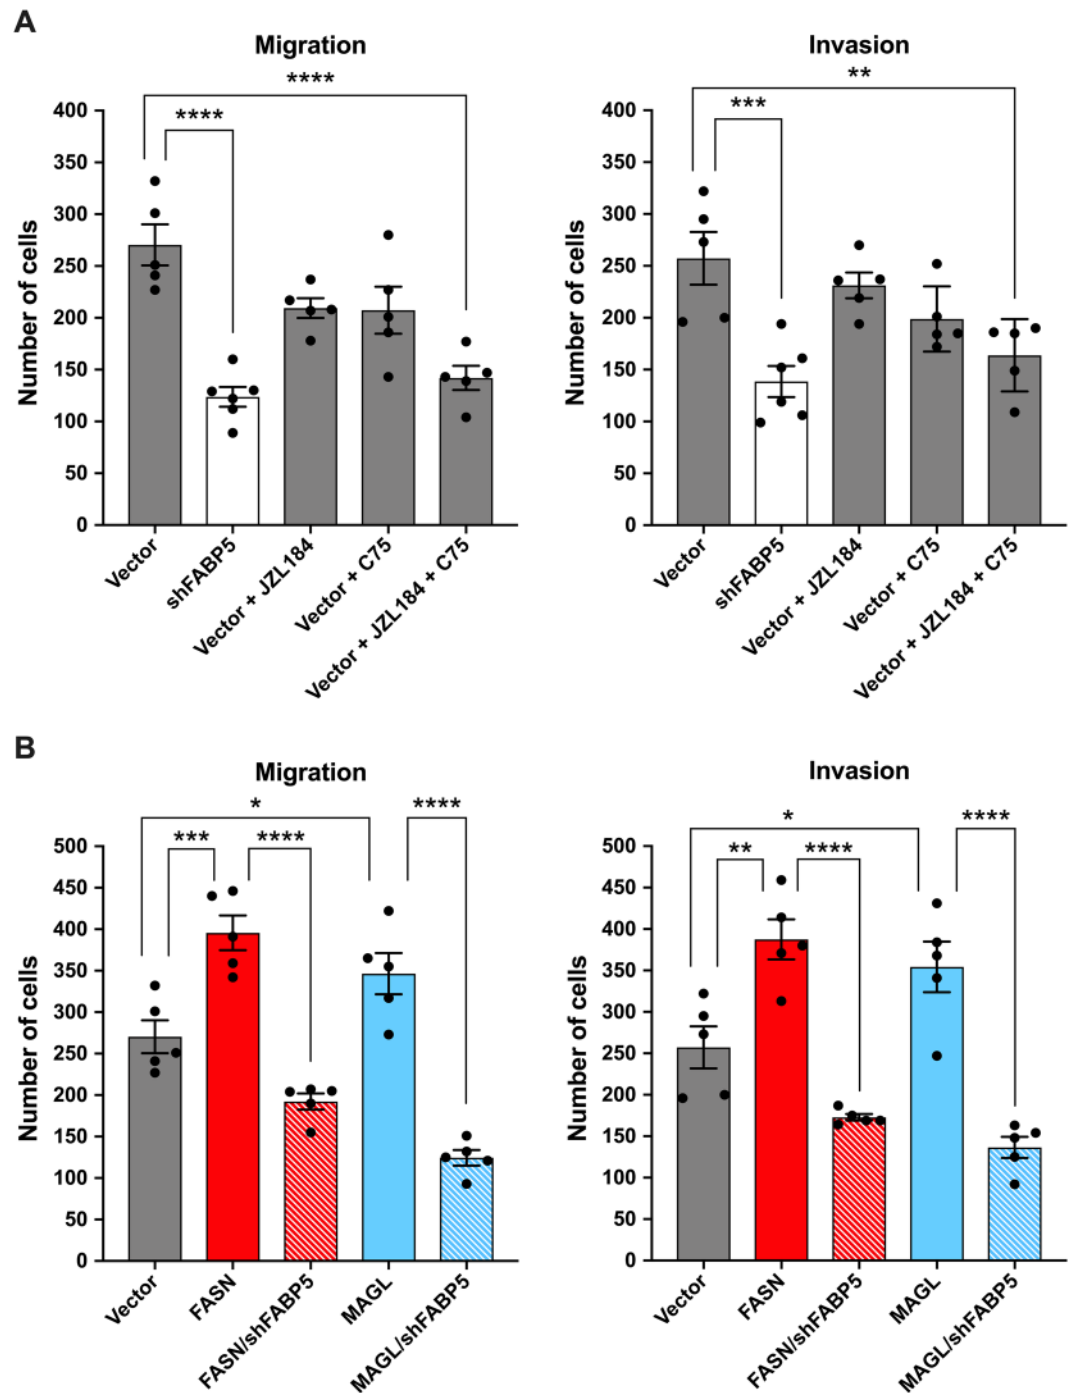 A
Migration
****
****
Number of cells
400
350
300
250
200
150
100
50
0
Vector
shFABP5
Vector + JZL184
Vector + C75
Vector + JZL184 + C75
Invasion
**
***
Number of cells
400
350
300
250
200
150
100
50
0
Vector
shFABP5
Vector + JZL184
Vector + C75
Vector + JZL184 + C75
B
Migration
*
****
***
****
Number of cells
500
450
400
350
300
250
200
150
100
50
0
Vector
FASN
FASN/shFABP5
MAGL
MAGL/shFABP5
Invasion
*
****
**
****
Number of cells
500
450
400
350
300
250
200
150
100
50
0
Vector
FASN
FASN/shFABP5
MAGL
MAGL/shFABP5